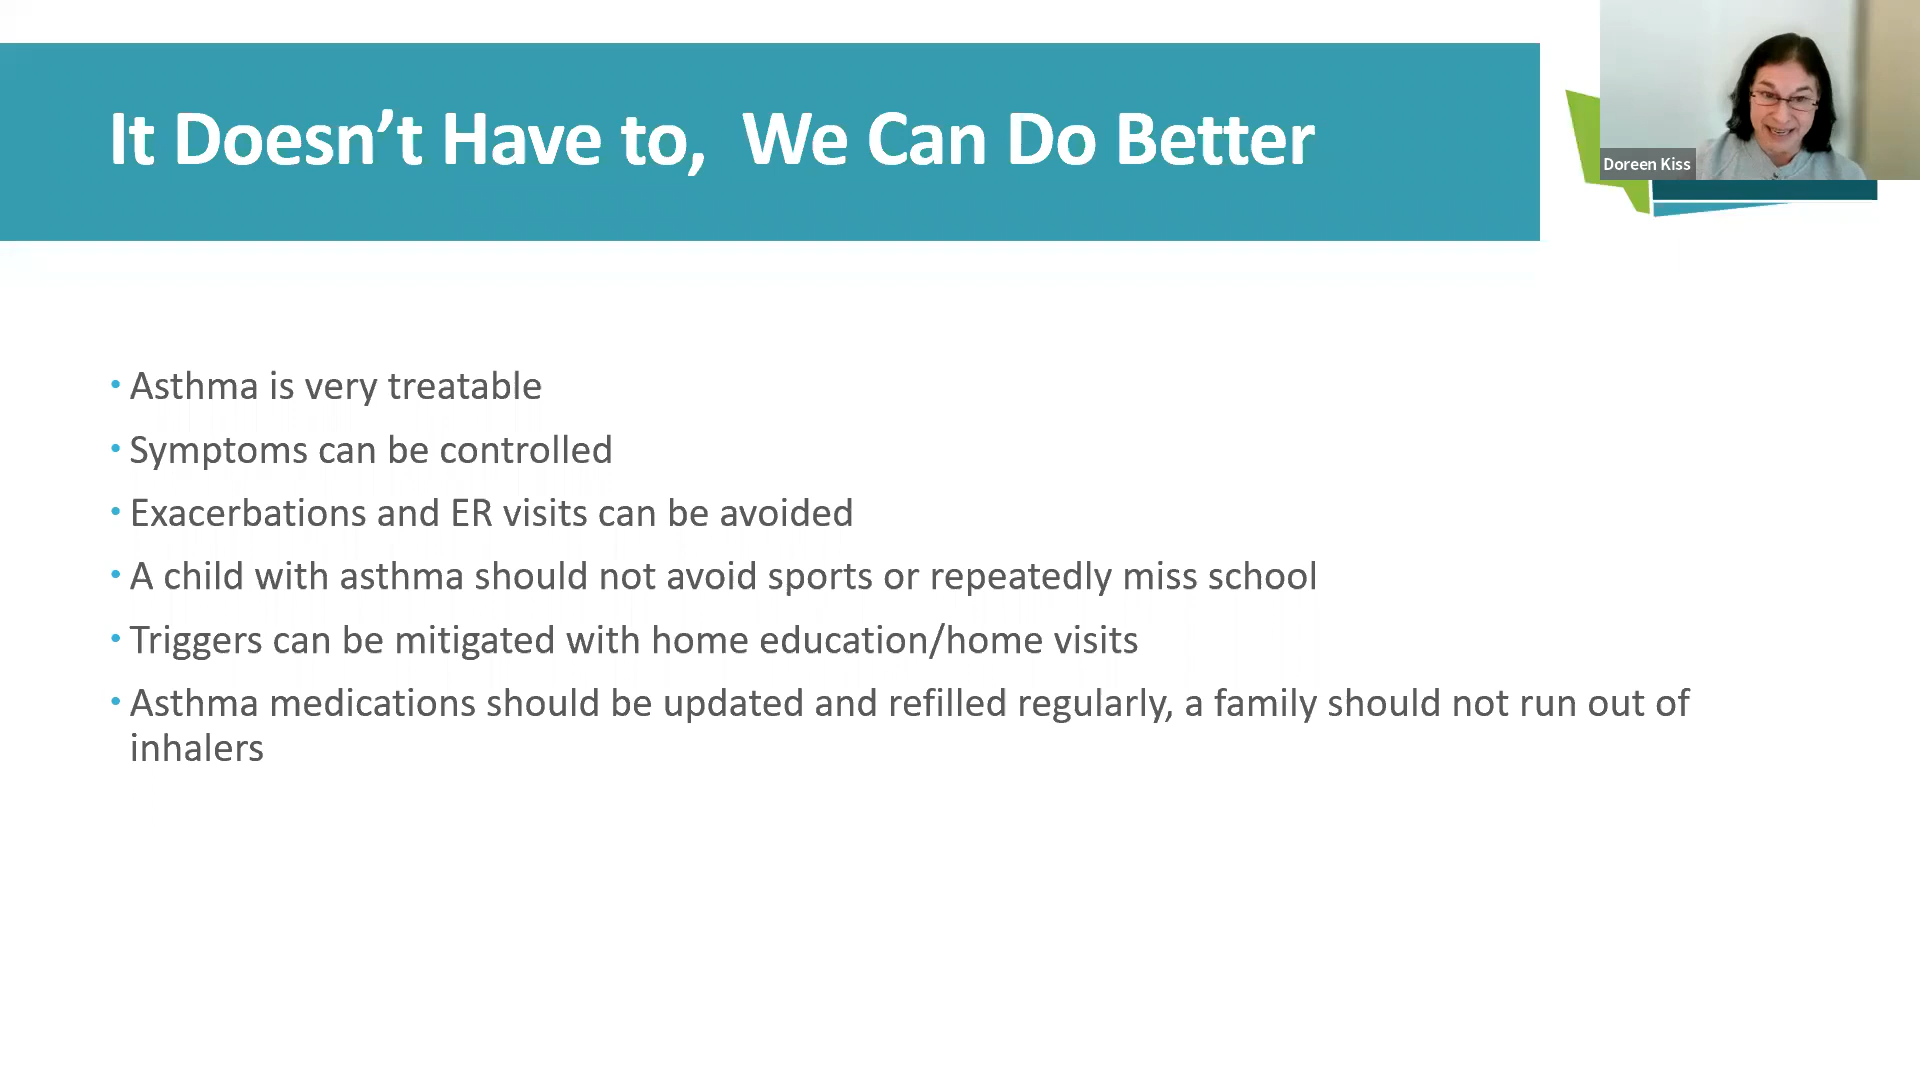 It Doesn’t Have to,  We Can Do Better
Doreen Kiss
• Asthma is very treatable
• Symptoms can be controlled
• Exacerbations and ER visits can be avoided
• A child with asthma should not avoid sports or repeatedly miss school
• Triggers can be mitigated with home education/home visits
• Asthma medications should be updated and refilled regularly, a family should not run out of
inhalers